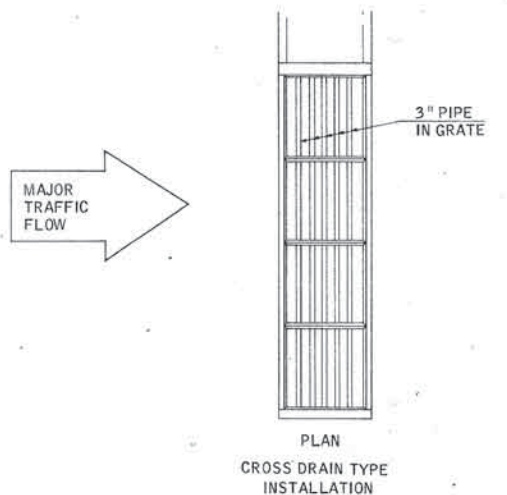 3" PIPE
IN GRATE
MAJOR
TRAFFIC
FLOW
PLAN
CROSS DRAIN TYPE
INSTALLATION